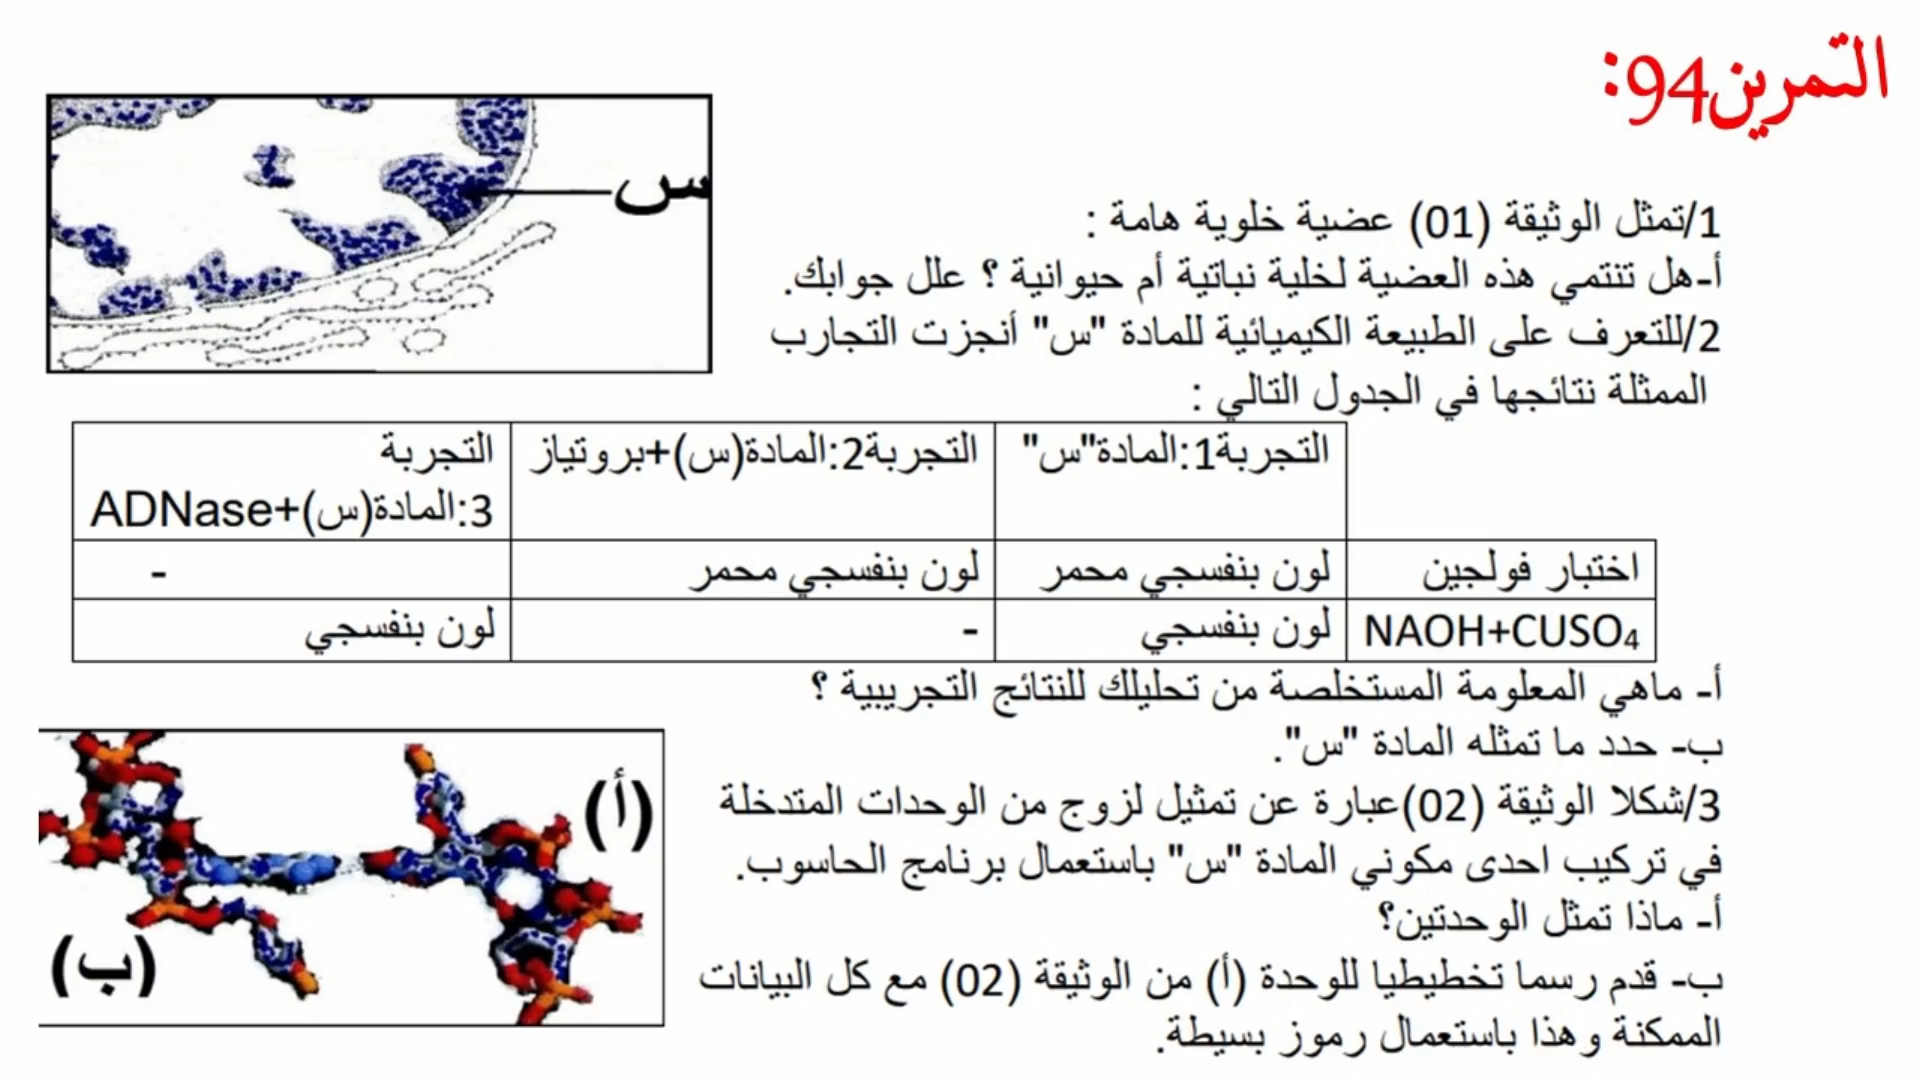 التمرين94:
س
1/تمثل الوثيقة (01) عضية خلوية هامة :
أ-هل تنتمي هذه العضية لخلية نباتية أم حيوانية ؟ علل جوابك.
2/للتعرف على الطبيعة الكيميائية للمادة "س" أنجزت التجارب
الممثلة نتائجها في الجدول التالي :
التجربة1:المادة"س"
التجربة2:المادة(س)+بروتياز
التجربة
3:المادة(س)+ADNase
اختبار فولجين
لون بنفسجي محمر
لون بنفسجي محمر
-
NAOH+CUSO₄
لون بنفسجي
-
لون بنفسجي
أ- ماهي المعلومة المستخلصة من تحليلك للنتائج التجريبية ؟
ب- حدد ما تمثله المادة "س".
3/شكلا الوثيقة (02)عبارة عن تمثيل لزوج من الوحدات المتدخلة
في تركيب احدى مكوني المادة "س" باستعمال برنامج الحاسوب.
أ- ماذا تمثل الوحدتين؟
ب- قدم رسما تخطيطيا للوحدة (أ) من الوثيقة (02) مع كل البيانات
الممكنة وهذا باستعمال رموز بسيطة.
(أ)
(ب)